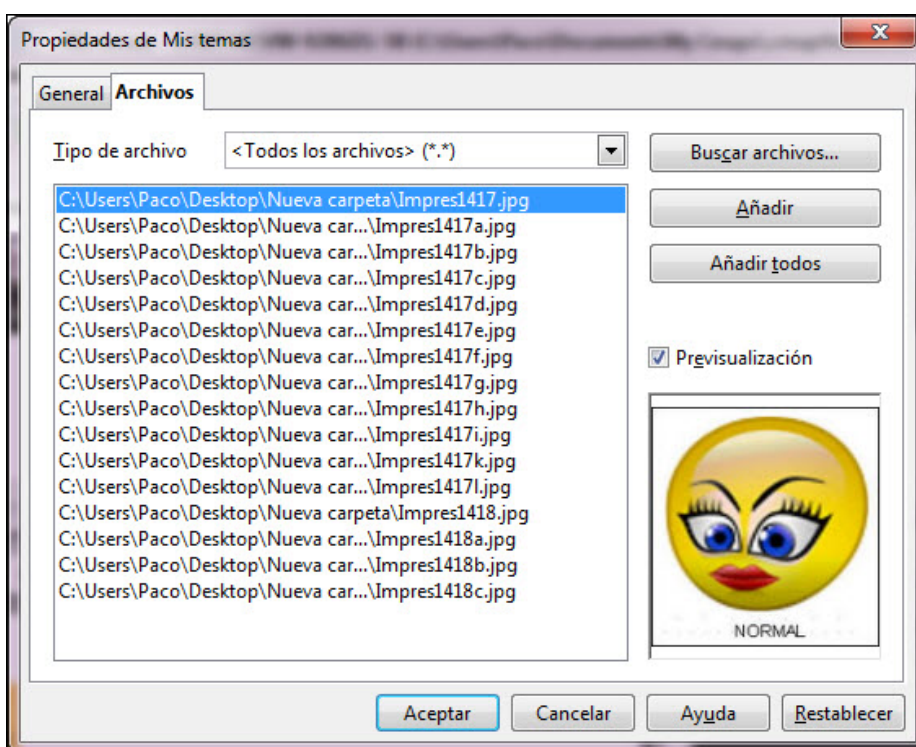 Propiedades de Mis temas
General Archivos
Tipo de archivo <Todos los archivos> (*.*)
Buscar archivos...
C:\Users\Paco\Desktop\Nueva carpeta\Impres1417.jpg
C:\Users\Paco\Desktop\Nueva car...\Impres1417a.jpg
Añadir
C:\Users\Paco\Desktop\Nueva car...\Impres1417b.jpg
C:\Users\Paco\Desktop\Nueva car...\Impres1417c.jpg
Añadir todos
C:\Users\Paco\Desktop\Nueva car...\Impres1417d.jpg
C:\Users\Paco\Desktop\Nueva car...\Impres1417e.jpg
C:\Users\Paco\Desktop\Nueva car...\Impres1417f.jpg
Previsualización
C:\Users\Paco\Desktop\Nueva car...\Impres1417g.jpg
C:\Users\Paco\Desktop\Nueva car...\Impres1417h.jpg
C:\Users\Paco\Desktop\Nueva car...\Impres1417i.jpg
C:\Users\Paco\Desktop\Nueva car...\Impres1417k.jpg
C:\Users\Paco\Desktop\Nueva car...\Impres1417l.jpg
C:\Users\Paco\Desktop\Nueva carpeta\Impres1418.jpg
C:\Users\Paco\Desktop\Nueva car...\Impres1418a.jpg
C:\Users\Paco\Desktop\Nueva car...\Impres1418b.jpg
C:\Users\Paco\Desktop\Nueva car...\Impres1418c.jpg
NORMAL
Aceptar Cancelar Ayuda Restablecer